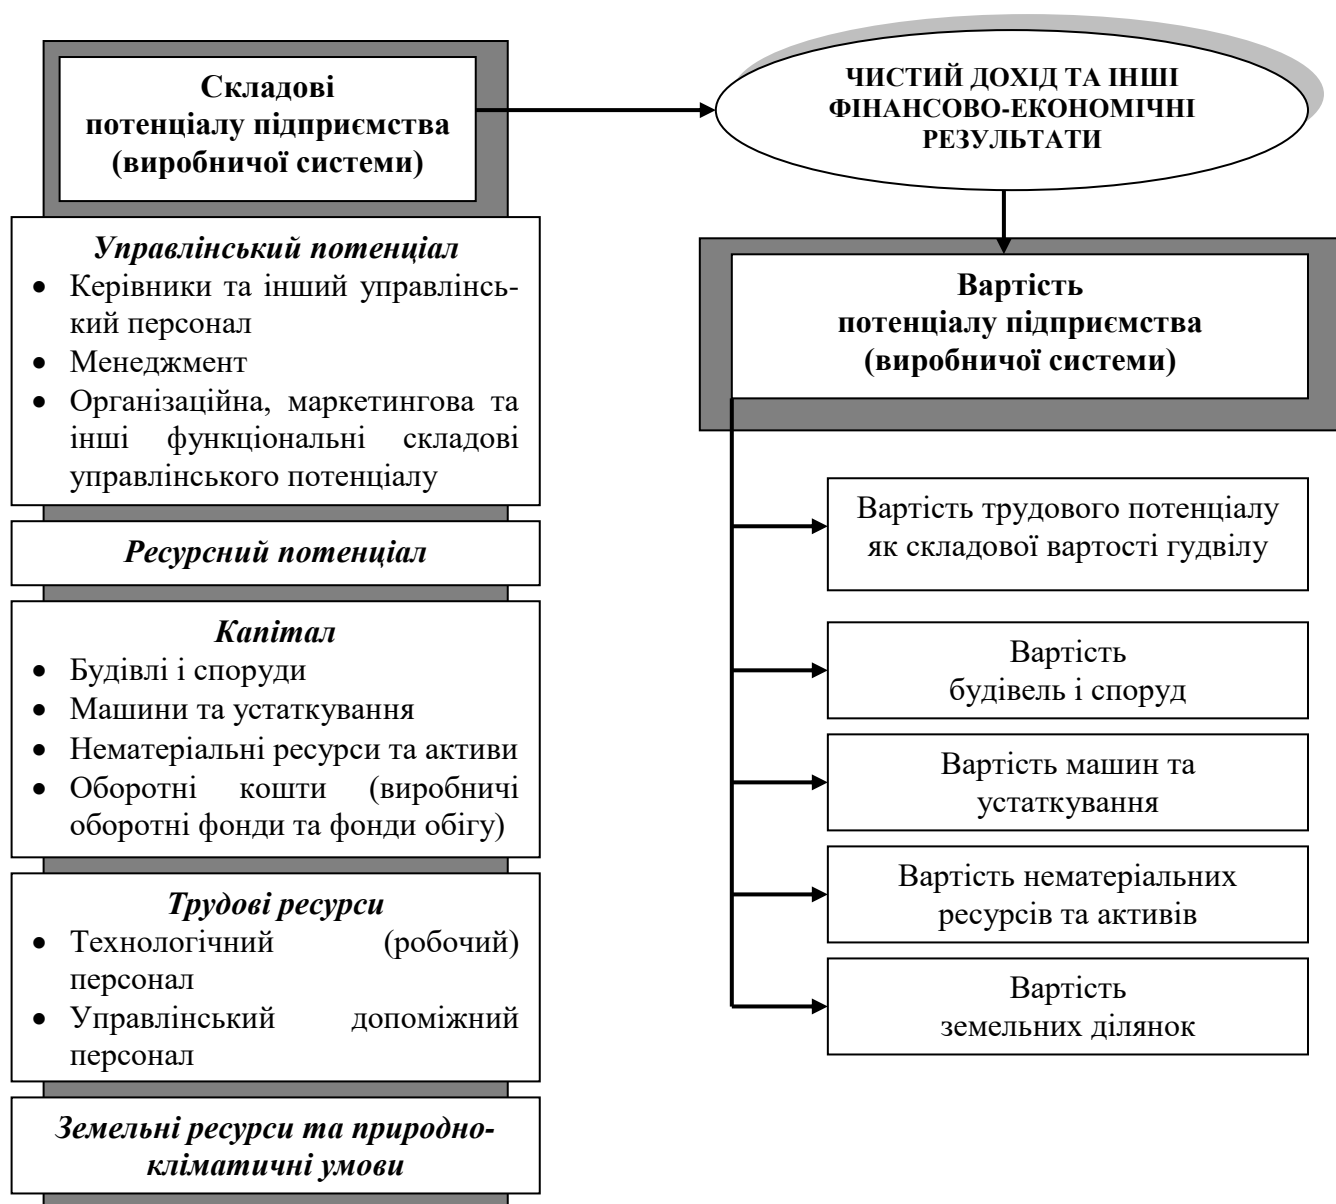 Складові
потенціалу підприємства
(виробничої системи)
Управлінський потенціал
• Керівники та інший управлінсь-
кий персонал
• Менеджмент
• Організаційна, маркетингова та
інші функціональні складові
управлінського потенціалу
Ресурсний потенціал
Капітал
• Будівлі і споруди
• Машини та устаткування
• Нематеріальні ресурси та активи
• Оборотні кошти (виробничі
оборотні фонди та фонди обігу)
Трудові ресурси
• Технологічний (робочий)
персонал
• Управлінський допоміжний
персонал
Земельні ресурси та природно-
кліматичні умови
ЧИСТИЙ ДОХІД ТА ІНШІ
ФІНАНСОВО-ЕКОНОМІЧНІ
РЕЗУЛЬТАТИ
Вартість
потенціалу підприємства
(виробничої системи)
Вартість трудового потенціалу
як складової вартості гудвілу
Вартість
будівель і споруд
Вартість машин та
устаткування
Вартість нематеріальних
ресурсів та активів
Вартість
земельних ділянок